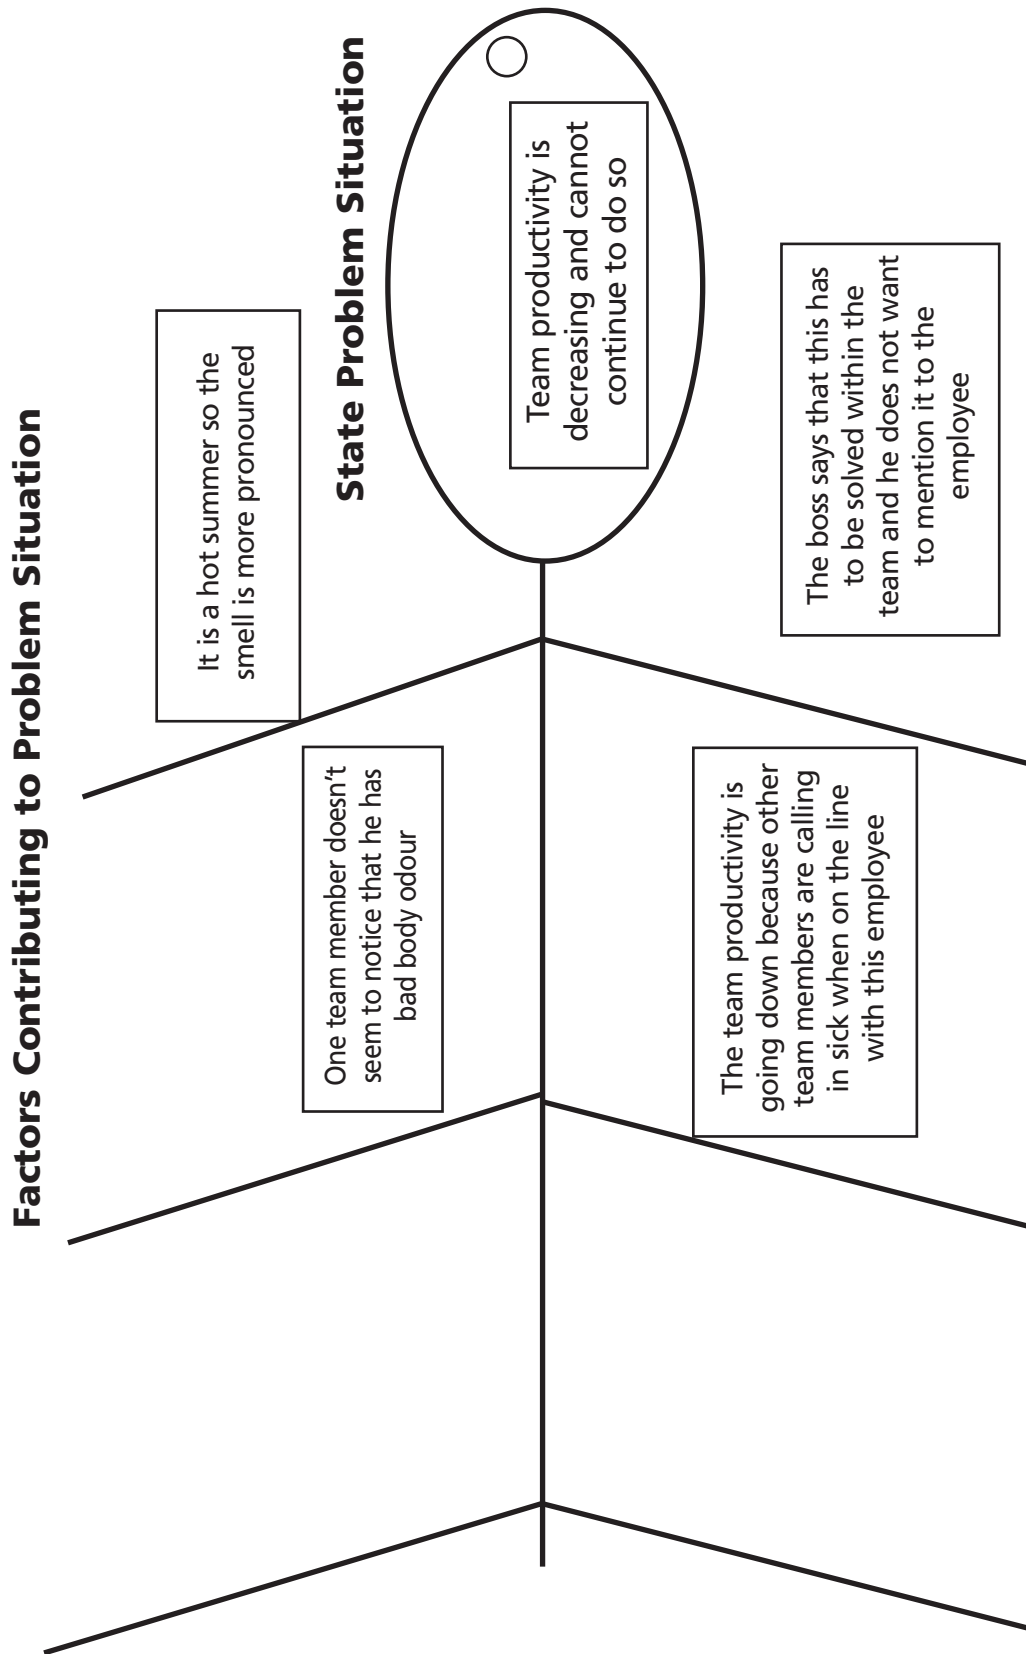 Factors Contributing to Problem Situation
It is a hot summer so the
smell is more pronounced
State Problem Situation
One team member doesn't
seem to notice that he has
bad body odour
Team productivity is
decreasing and cannot
continue to do so
The team productivity is
going down because other
team members are calling
in sick when on the line
with this employee
The boss says that this has
to be solved within the
team and he does not want
to mention it to the
employee